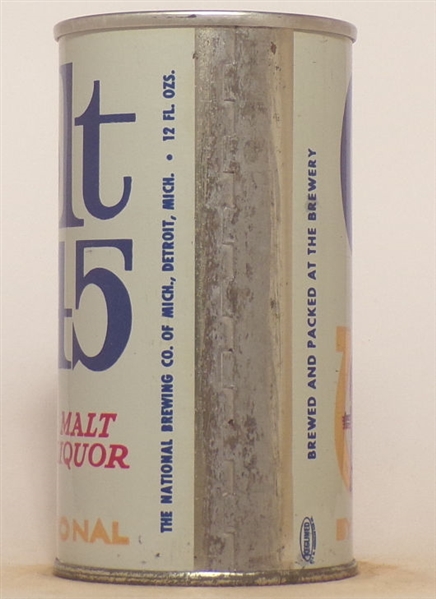 lt
45
MALT
IQUOR
ONAL
THE NATIONAL BREWING CO. OF MICH., DETROIT, MICH. • 12 FL. OZS.
BREWED AND PACKED AT THE BREWERY